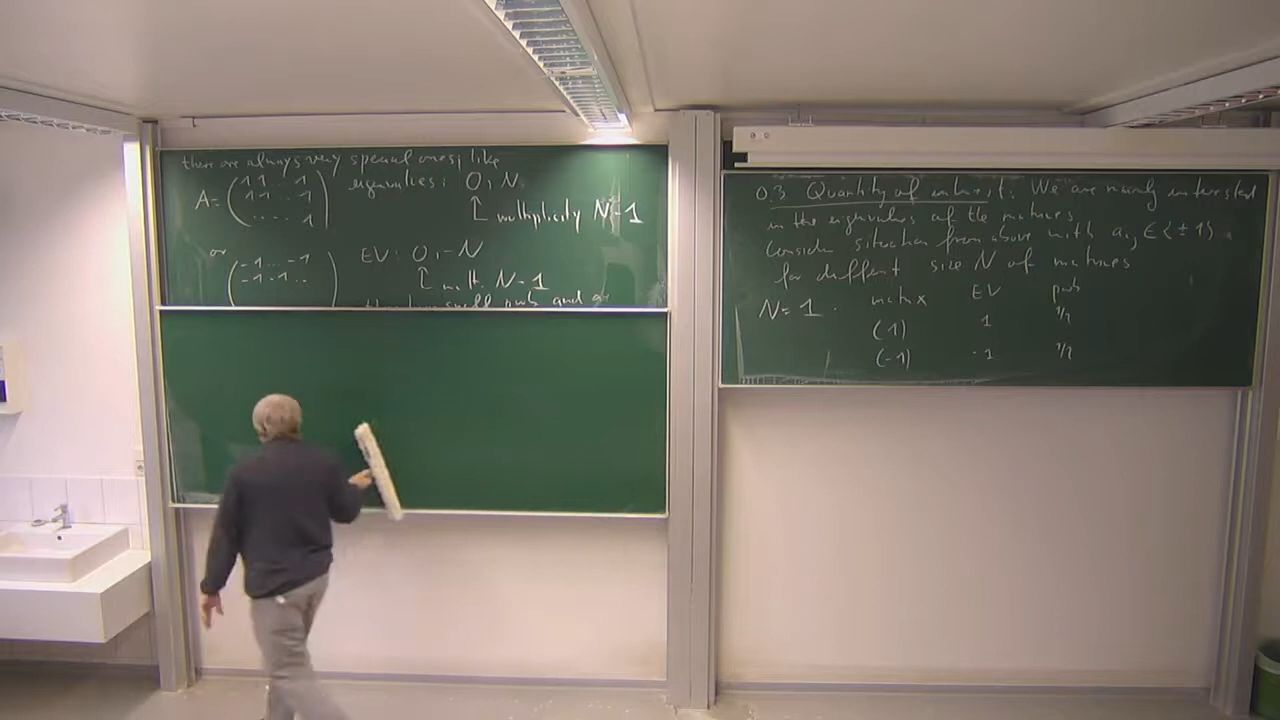 there are always very special ones, like
A = ( 1 1 ... 1 eigenvalues: 0, N
1 1 ... 1
.... 1 ) ↑ multiplicity N-1
or ( -1 ... -1 EV: 0, -N
-1 -1 ... ) ↑ mult. N-1
small prob and a
0.3 Quantity of interest: We are mainly interested
in the eigenvalues of the matrices.
Consider situation from above with aij ∈ {±1}
for different size N of matrices
N=1. matrix EV prob
(1) 1 1/2
(-1) -1 1/2